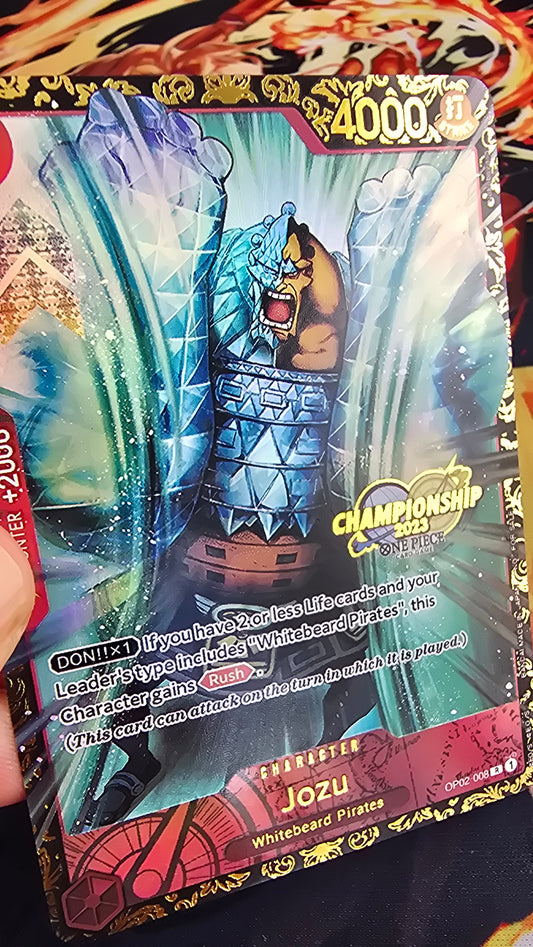 4000
打
STRIKE
COUNTER +2000
CHAMPIONSHIP
2023
ONE PIECE
CARD GAME
DON!!×1 If you have 2 or less Life cards and your
Leader's type includes "Whitebeard Pirates", this
Character gains Rush.
(This card can attack on the turn in which it is played.)
CHARACTER
Jozu
Whitebeard Pirates
OP02-008 R 1